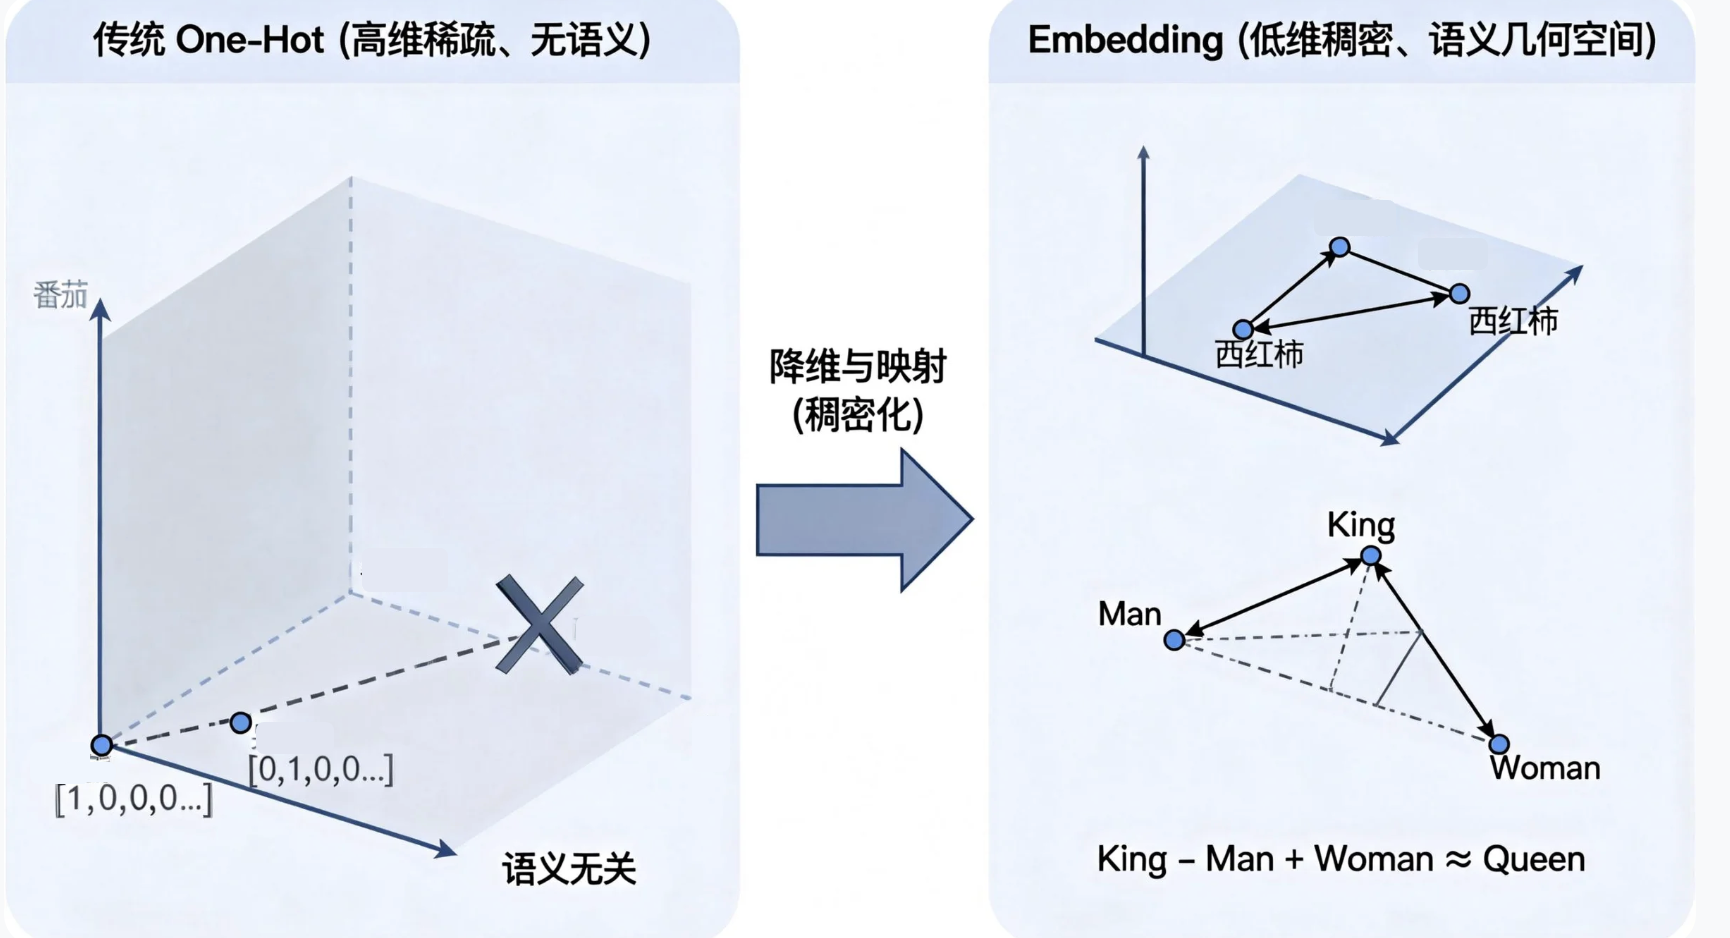 传统 One-Hot (高维稀疏、无语义)
番茄
[0,1,0,0...]
[1,0,0,0...]
语义无关
降维与映射
(稠密化)
Embedding (低维稠密、语义几何空间)
西红柿
西红柿
King
Man
Woman
King – Man + Woman ≈ Queen